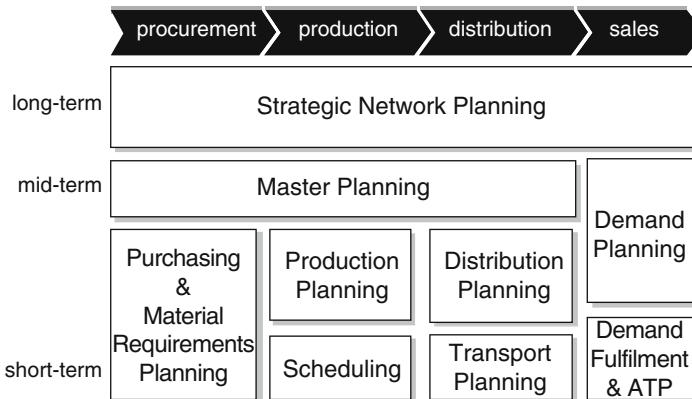 procurement
production
distribution
sales
long-term
Strategic Network Planning
mid-term
Master Planning
Demand
Planning
Purchasing
&
Material
Requirements
Planning
Production
Planning
Distribution
Planning
short-term
Scheduling
Transport
Planning
Demand
Fulfilment
& ATP